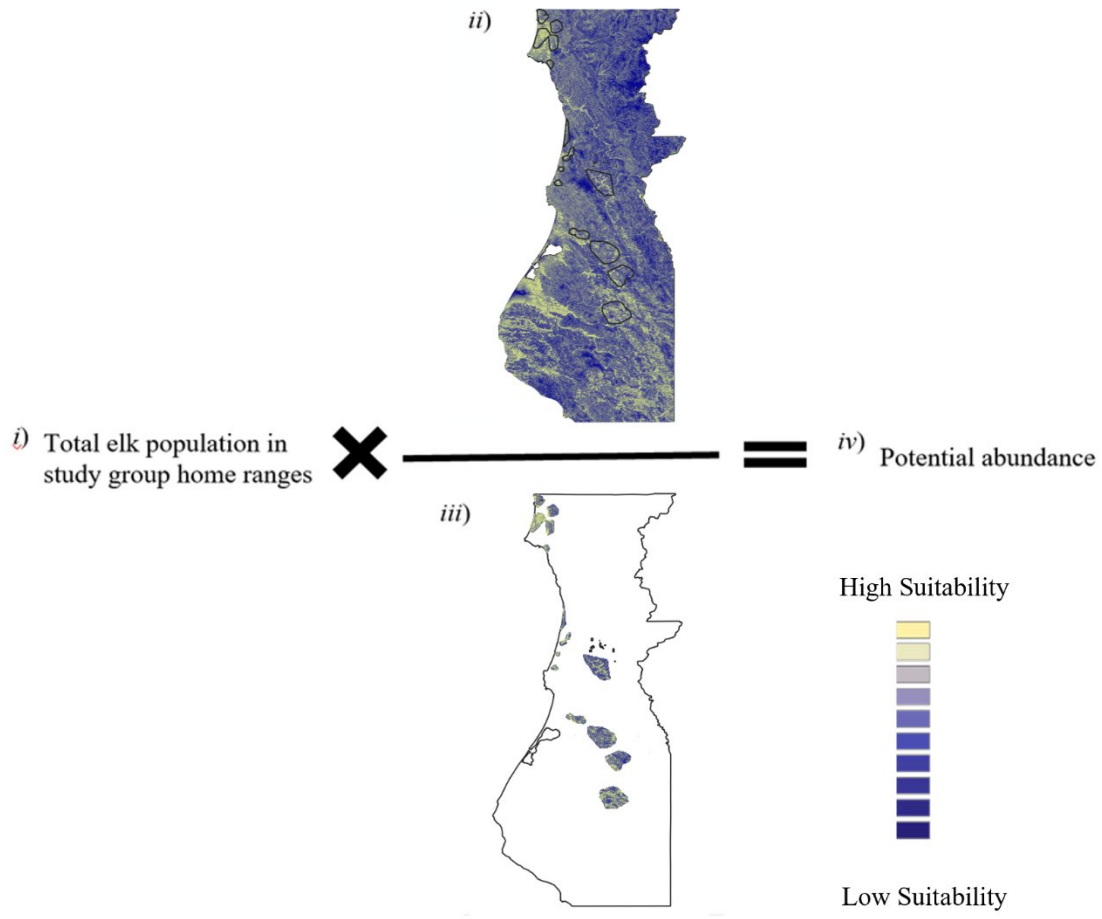 ii)
i) Total elk population in
study group home ranges
iv) Potential abundance
iii)
High Suitability
Low Suitability